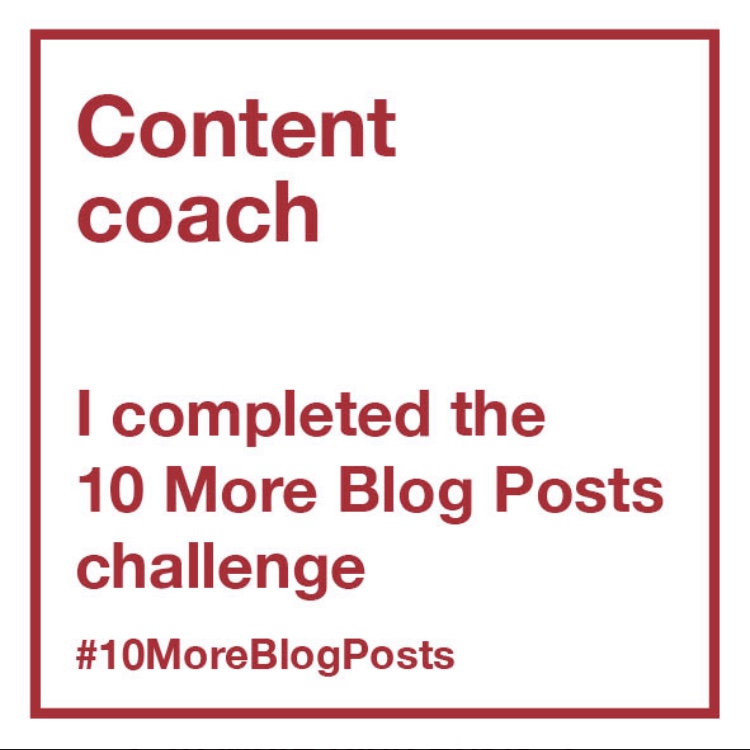 Content
coach
I completed the
10 More Blog Posts
challenge
#10MoreBlogPosts